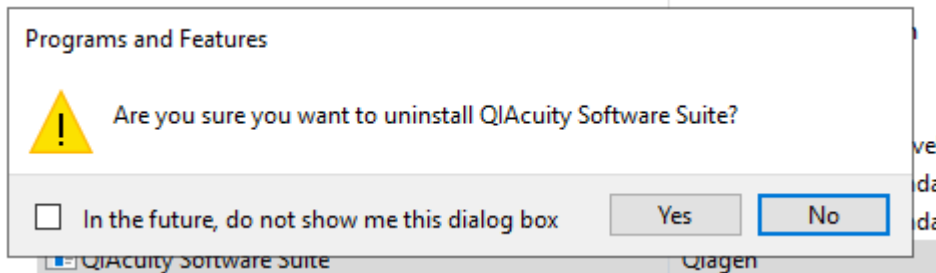 Programs and Features
Are you sure you want to uninstall QIAcuity Software Suite?
In the future, do not show me this dialog box
Yes
No
QIAcuity Software Suite
Qiagen